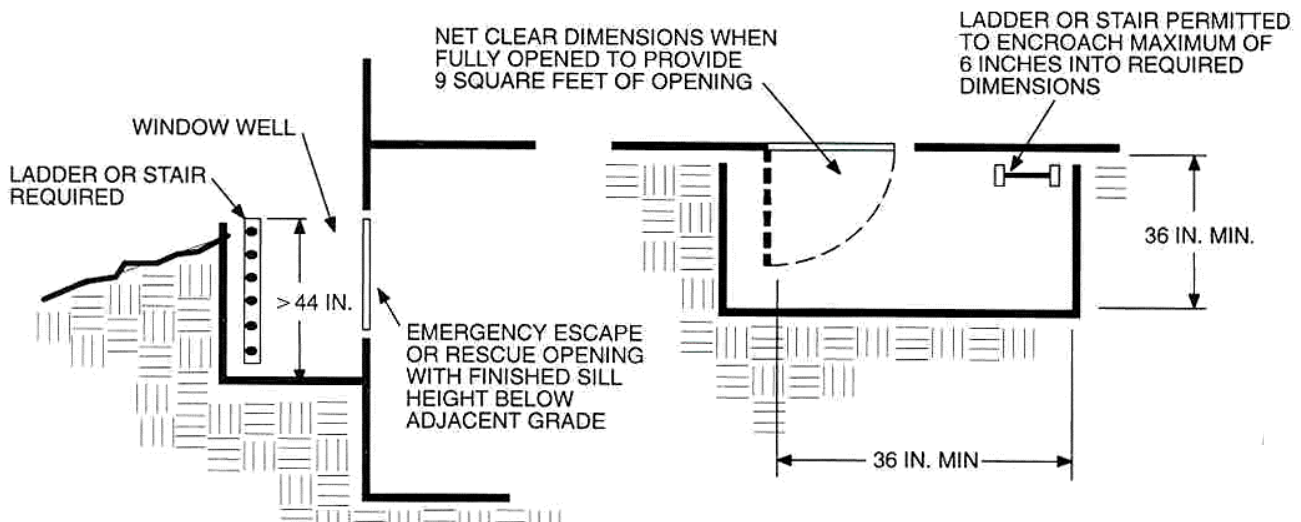 NET CLEAR DIMENSIONS WHEN
FULLY OPENED TO PROVIDE
9 SQUARE FEET OF OPENING
LADDER OR STAIR PERMITTED
TO ENCROACH MAXIMUM OF
6 INCHES INTO REQUIRED
DIMENSIONS
WINDOW WELL
LADDER OR STAIR
REQUIRED
> 44 IN.
EMERGENCY ESCAPE
OR RESCUE OPENING
WITH FINISHED SILL
HEIGHT BELOW
ADJACENT GRADE
36 IN. MIN.
36 IN. MIN